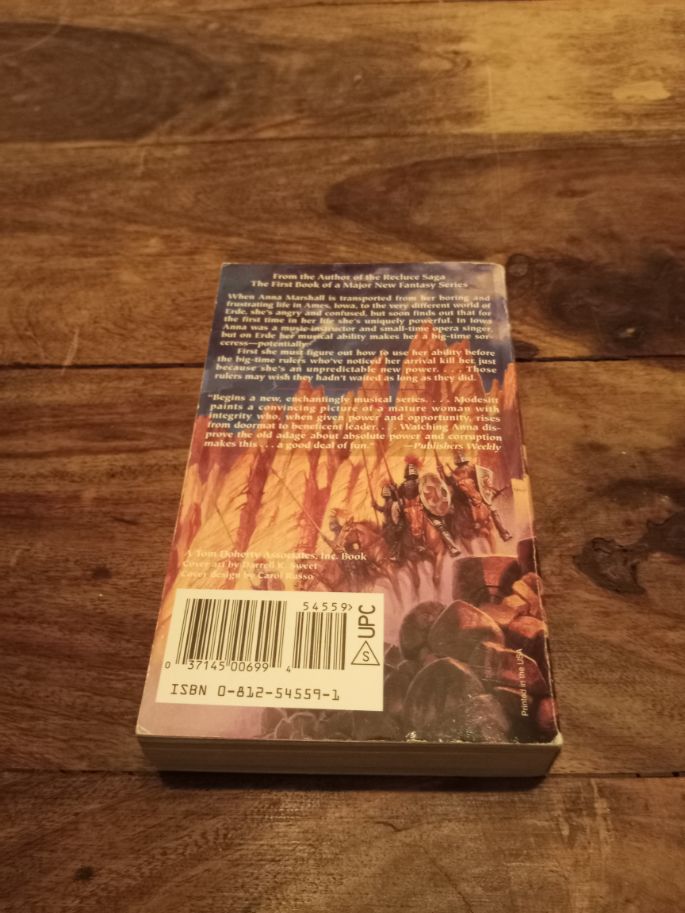 From the Author of the Recluce Saga
The First Book of a Major New Fantasy Series
When Anna Marshall is transported from her boring and
frustrating life in Ames, Iowa, to the very different world of
Erde, she's angry and confused, but soon finds out that for
the first time in her life she's uniquely powerful. In Iowa
Anna was a music instructor and small-time opera singer,
but on Erde her musical ability makes her a big-time sor-
ceress—potentially.
First she must figure out how to use her ability before
the big-time rulers who've noticed her arrival kill her just
because she's an unpredictable new power. . . . Those
rulers may wish they hadn't waited as long as they did.
"Begins a new, enchantingly musical series. . . . Modesitt
paints a convincing picture of a mature woman with
integrity who, when given power and opportunity, rises
from doormat to beneficent leader. . . . Watching Anna dis-
prove the old adage about absolute power and corruption
makes this . . . a good deal of fun." —Publishers Weekly
A Tom Doherty Associates, Inc. Book
Cover art by Darrell K. Sweet
Cover design by Carol Russo
54559>
0 37145 00699 4
S UPC
ISBN 0-812-54559-1
Printed in the USA